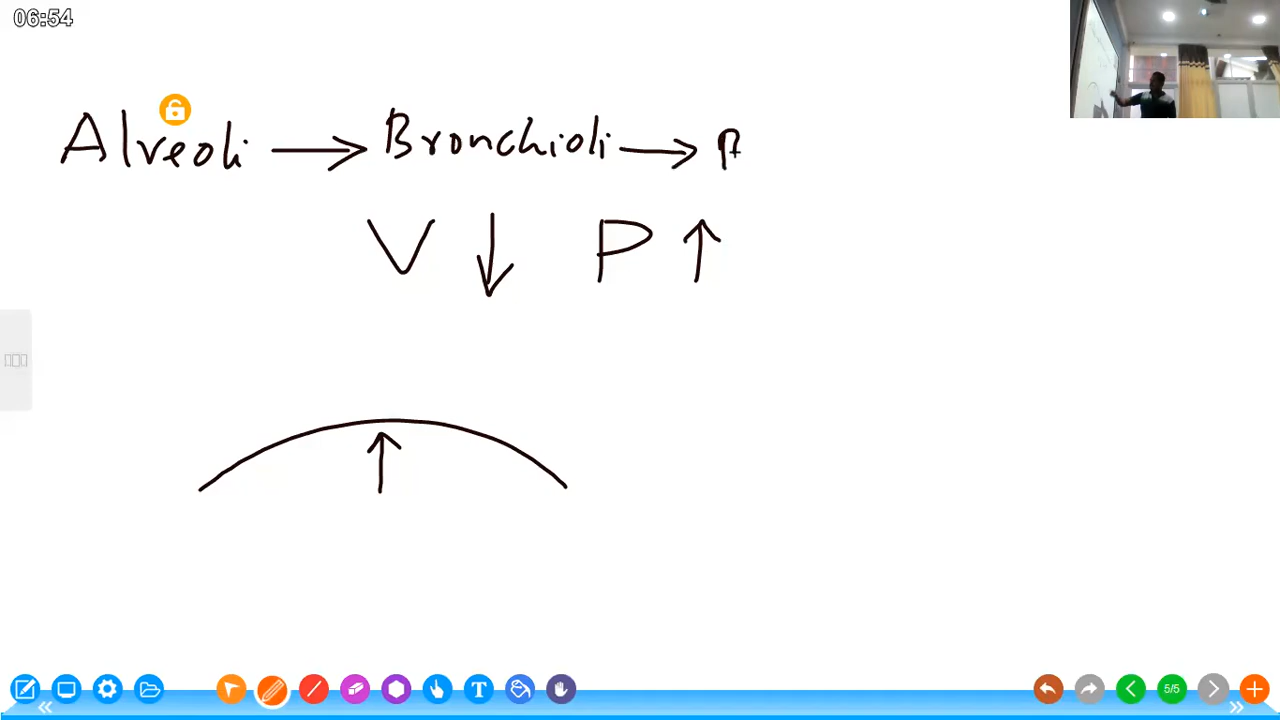 06:54
Alveoli → Bronchioli → B
V ↓ P ↑
5/5